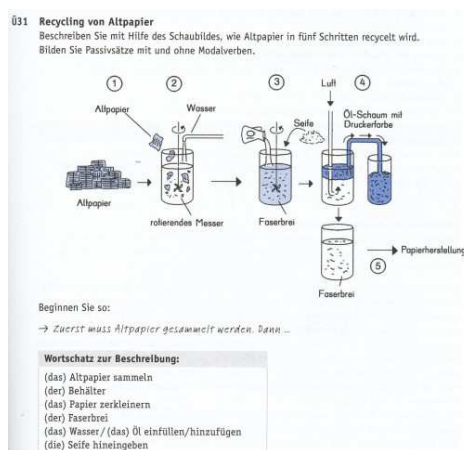 Ü31 Recycling von Altpapier
Beschreiben Sie mit Hilfe des Schaubildes, wie Altpapier in fünf Schritten recycelt wird.
Bilden Sie Passivsätze mit und ohne Modalverben.
1 2 3 Luft 4
Altpapier Wasser Seife Öl-Schaum mit
Druckerfarbe
Altpapier rotierendes Messer Faserbrei
Papierherstellung
5
Faserbrei
Beginnen Sie so:
→ Zuerst muss Altpapier gesammelt werden. Dann ...
Wortschatz zur Beschreibung:
(das) Altpapier sammeln
(der) Behälter
(das) Papier zerkleinern
(der) Faserbrei
(das) Wasser/(das) Öl einfüllen/hinzufügen
(die) Seife hineingeben